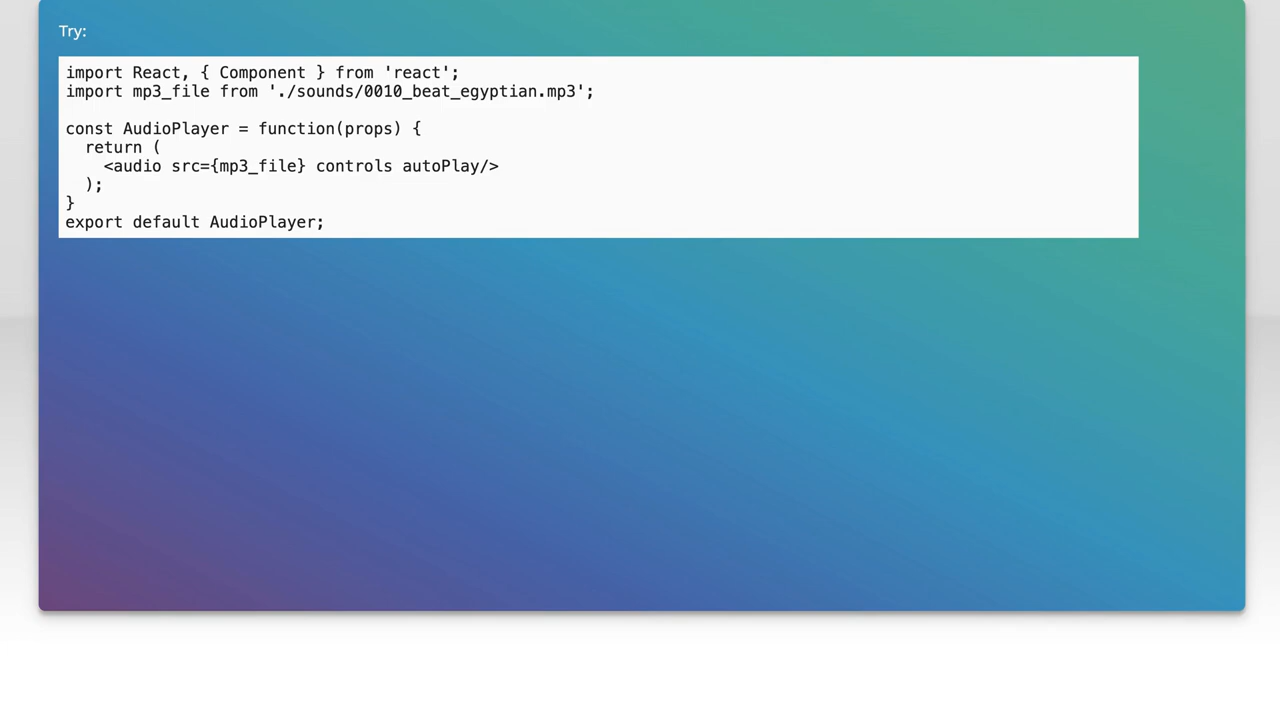 Try:
import React, { Component } from 'react';
import mp3_file from './sounds/0010_beat_egyptian.mp3';
const AudioPlayer = function(props) {
  return (
    <audio src={mp3_file} controls autoPlay/>
  );
}
export default AudioPlayer;